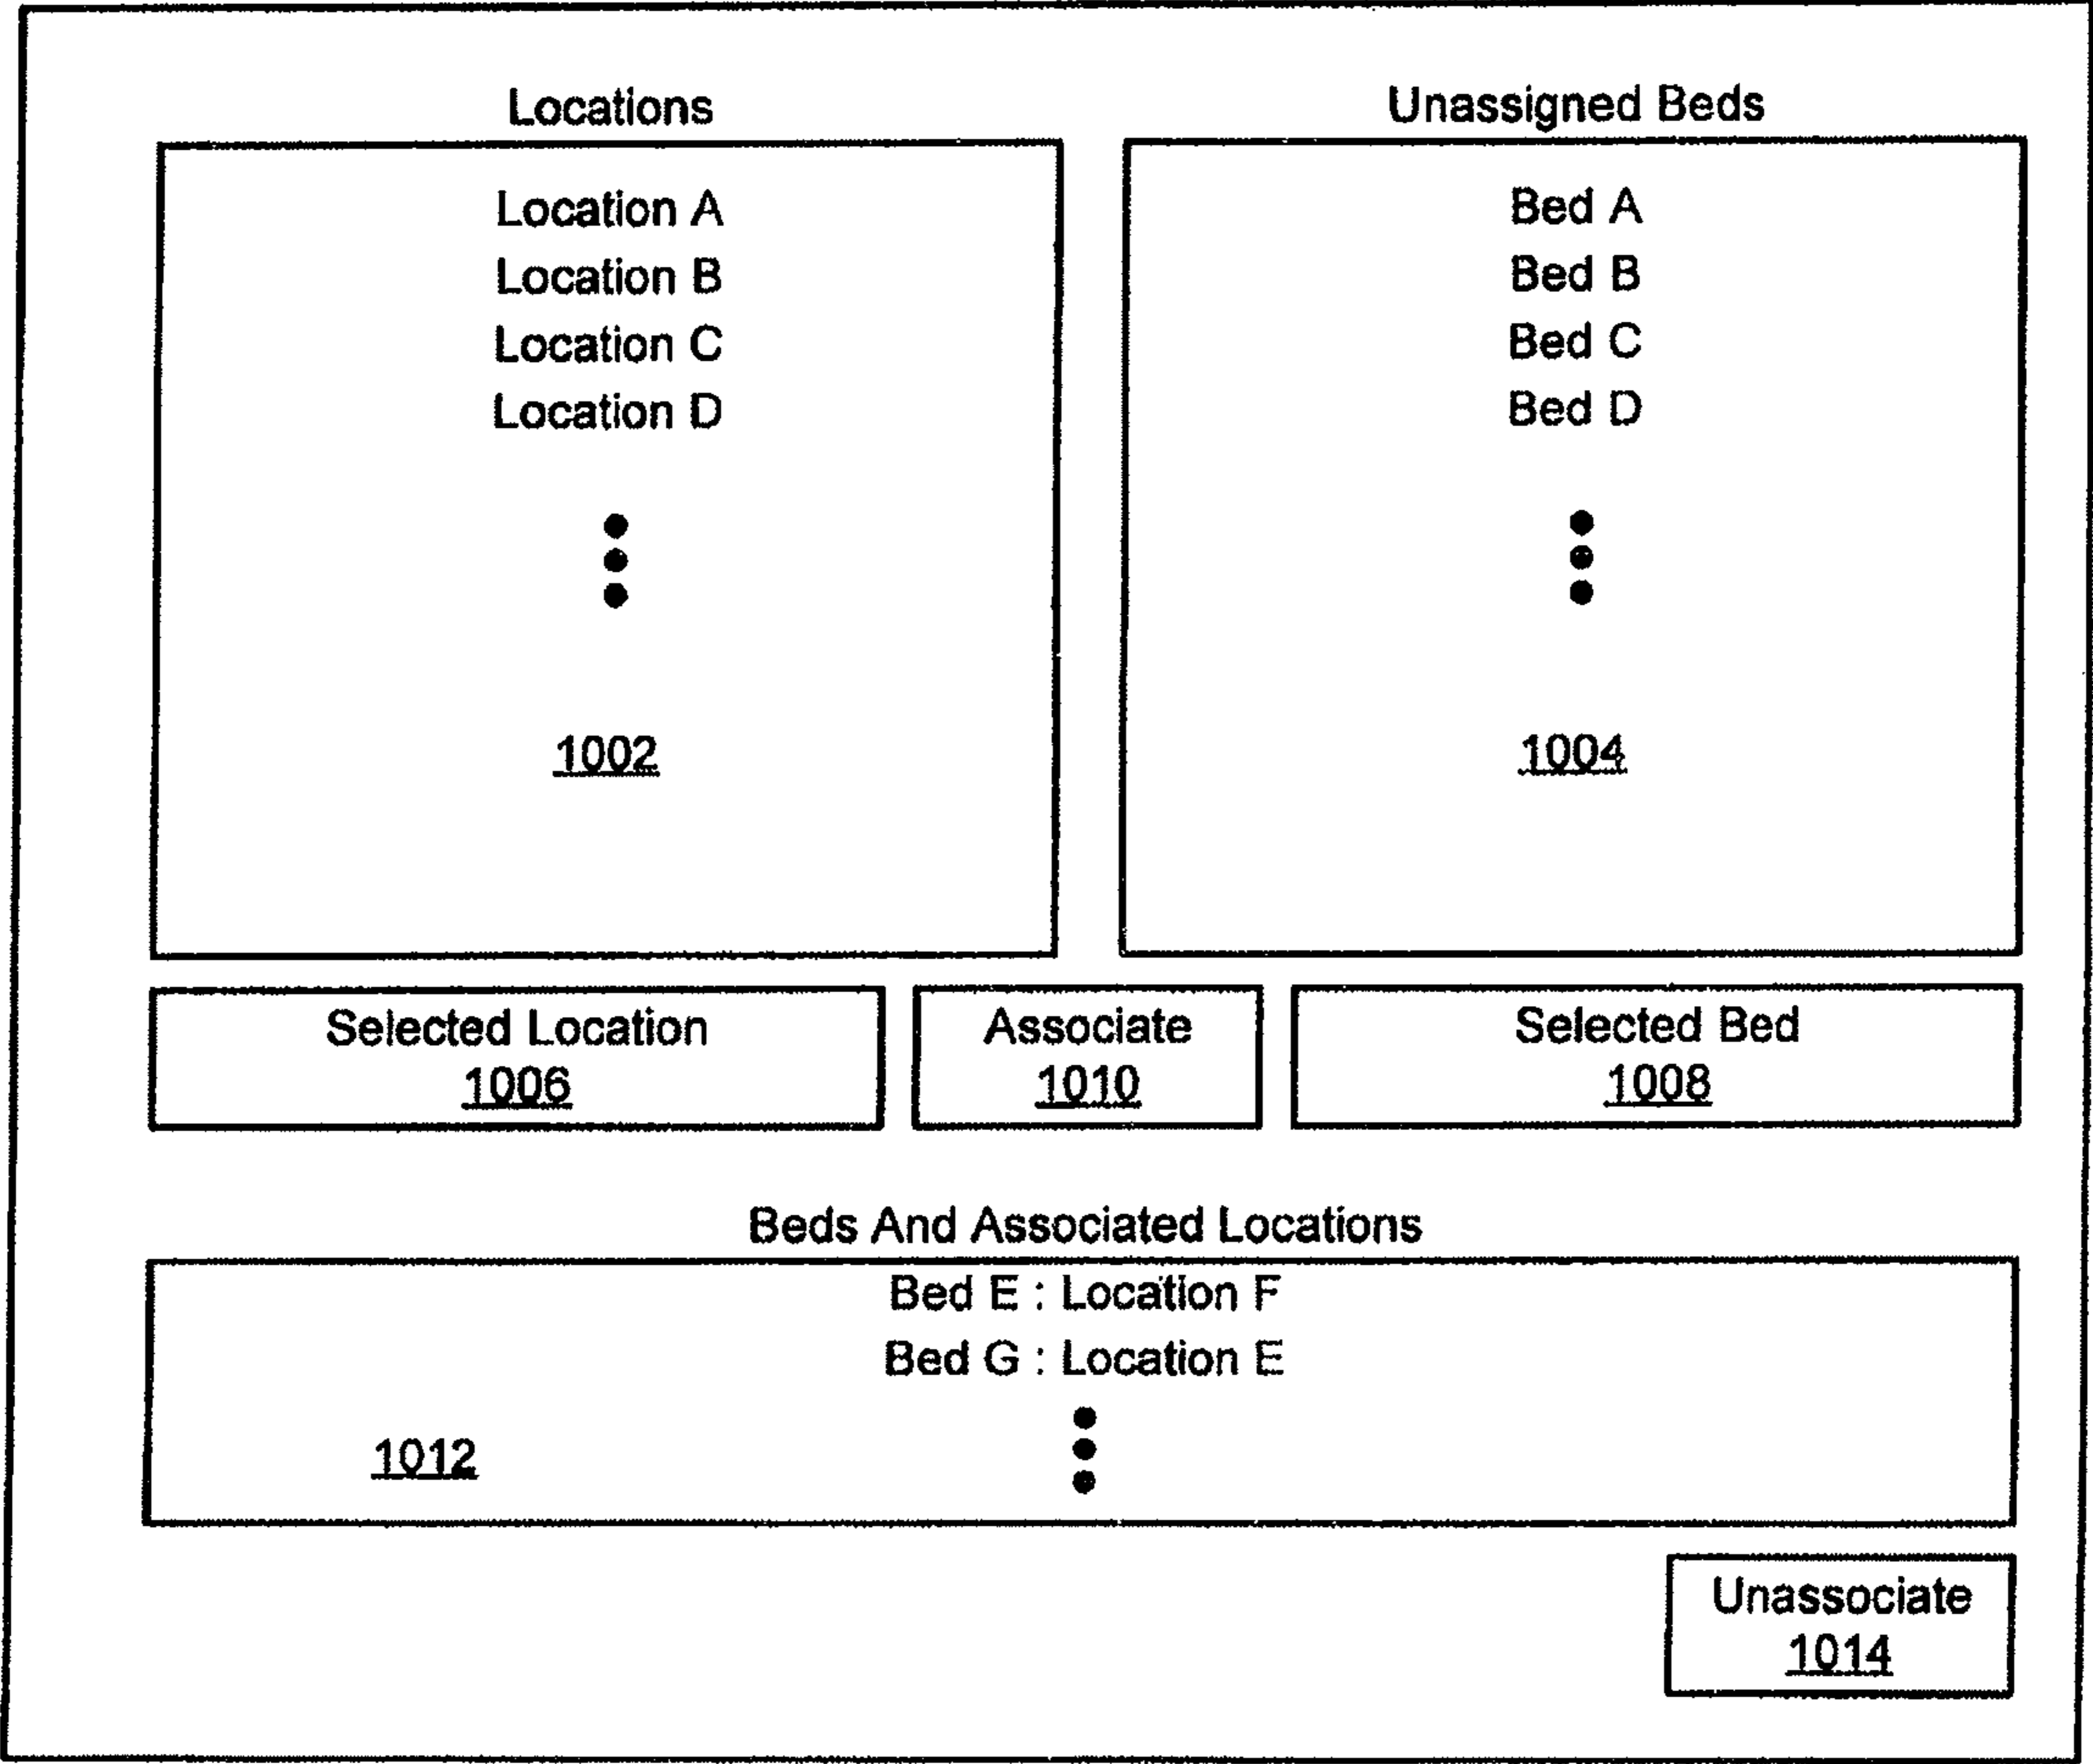 Locations
Location A
Location B
Location C
Location D
1002
Unassigned Beds
Bed A
Bed B
Bed C
Bed D
1004
Selected Location
1006
Associate
1010
Selected Bed
1008
Beds And Associated Locations
Bed E : Location F
Bed G : Location E
1012
Unassociate
1014